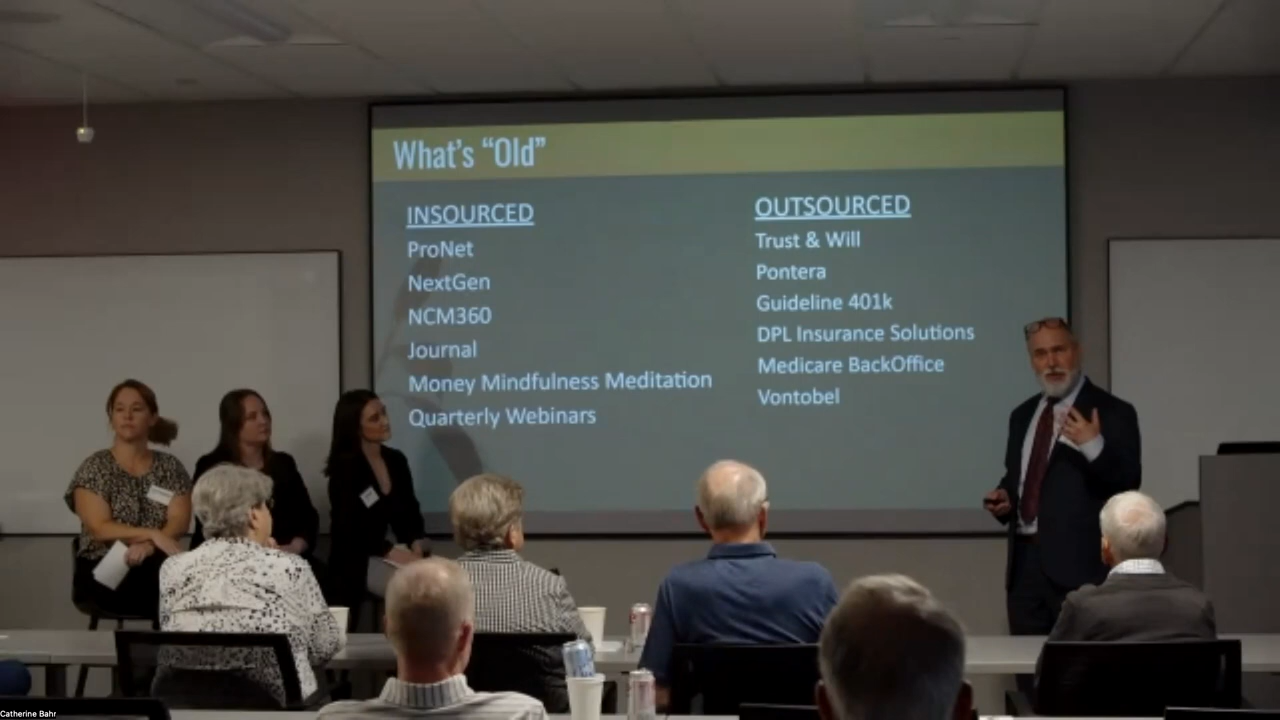 What's “Old”
INSOURCED
ProNet
NextGen
NCM360
Journal
Money Mindfulness Meditation
Quarterly Webinars
OUTSOURCED
Trust & Will
Pontera
Guideline 401k
DPL Insurance Solutions
Medicare BackOffice
Vontobel
Catherine Bahr